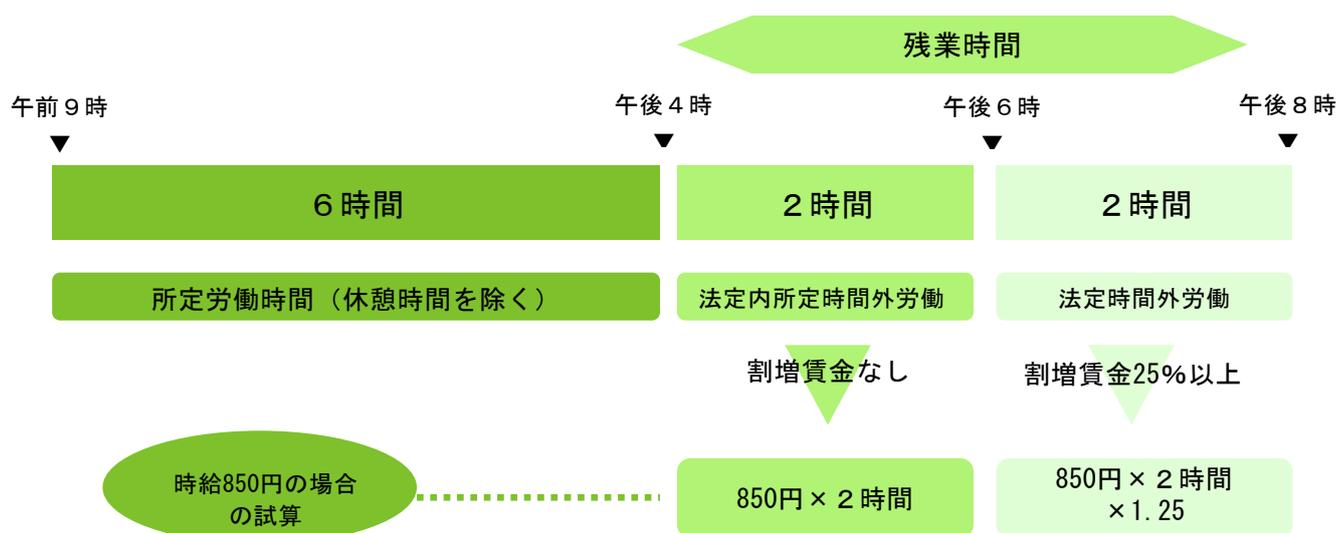 残業時間
午前９時
午後４時
午後６時
午後８時
６時間
２時間
２時間
所定労働時間（休憩時間を除く）
法定内所定時間外労働
法定時間外労働
割増賃金なし
割増賃金25%以上
時給850円の場合
の試算
850円×２時間
850円×２時間
×1.25